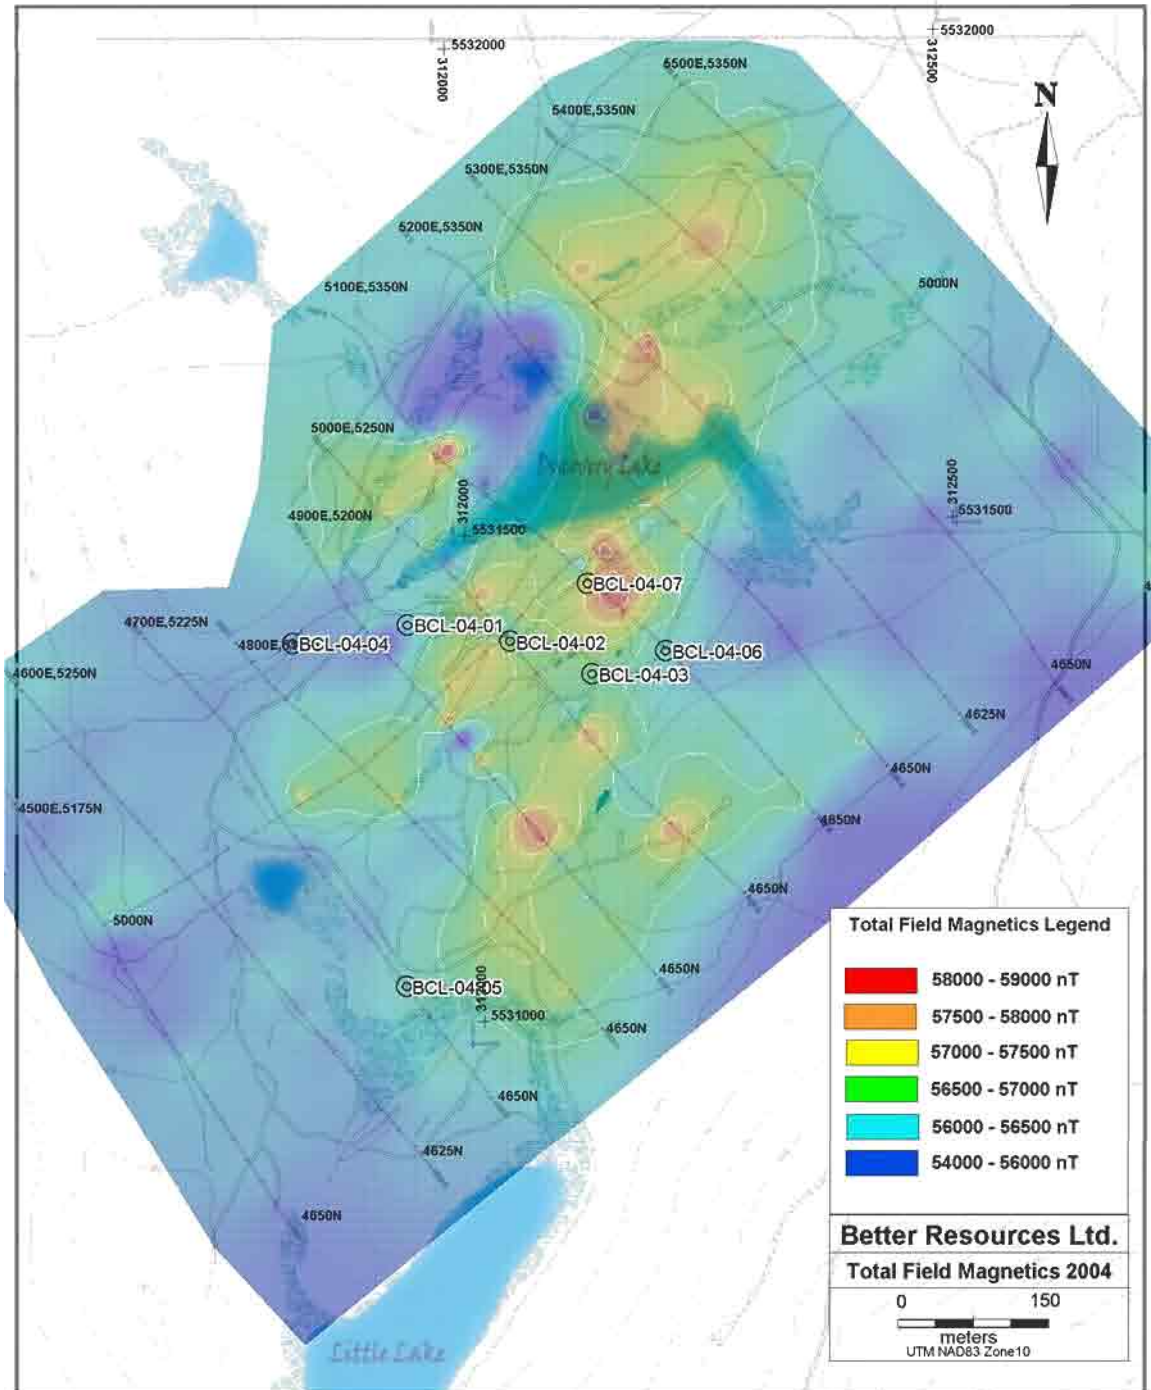 5532000
312500
5532000
312000
5500E,5350N
N
5400E,5350N
5300E,5350N
5200E,5350N
5100E,5350N
5000N
5000E,5250N
Lake
312500
312000
4900E,5200N
5531500
5531500
BCL-04-07
4700E,5225N
BCL-04-01
4800E,
BCL-04-04
BCL-04-02
BCL-04-06
4650N
4600E,5250N
BCL-04-03
4625N
4650N
4500E,5175N
4850N
4650N
5000N
4650N
BCL-04-05
312000
5531000
4650N
4650N
4625N
4650N
Little Lake
Total Field Magnetics Legend
58000 - 59000 nT
57500 - 58000 nT
57000 - 57500 nT
56500 - 57000 nT
56000 - 56500 nT
54000 - 56000 nT
Better Resources Ltd.
Total Field Magnetics 2004
0 150
meters
UTM NAD83 Zone10